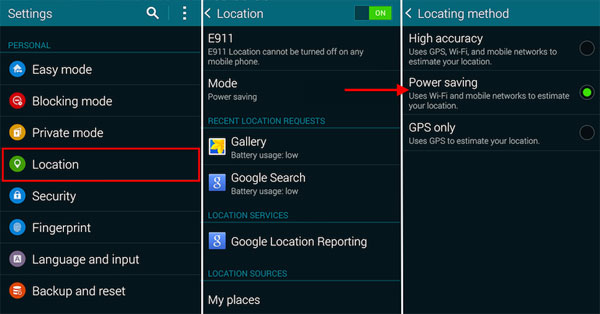 Settings
PERSONAL
Easy mode
Blocking mode
Private mode
Location
Security
Fingerprint
Language and input
Backup and reset
Location
ON
E911
E911 Location cannot be turned off on any
mobile phone.
Mode
Power saving
RECENT LOCATION REQUESTS
Gallery
Battery usage: low
Google Search
Battery usage: low
LOCATION SERVICES
Google Location Reporting
LOCATION SOURCES
My places
Locating method
High accuracy
Uses GPS, Wi-Fi, and mobile networks to
estimate your location.
Power saving
Uses Wi-Fi and mobile networks to estimate
your location.
GPS only
Uses GPS to estimate your location.